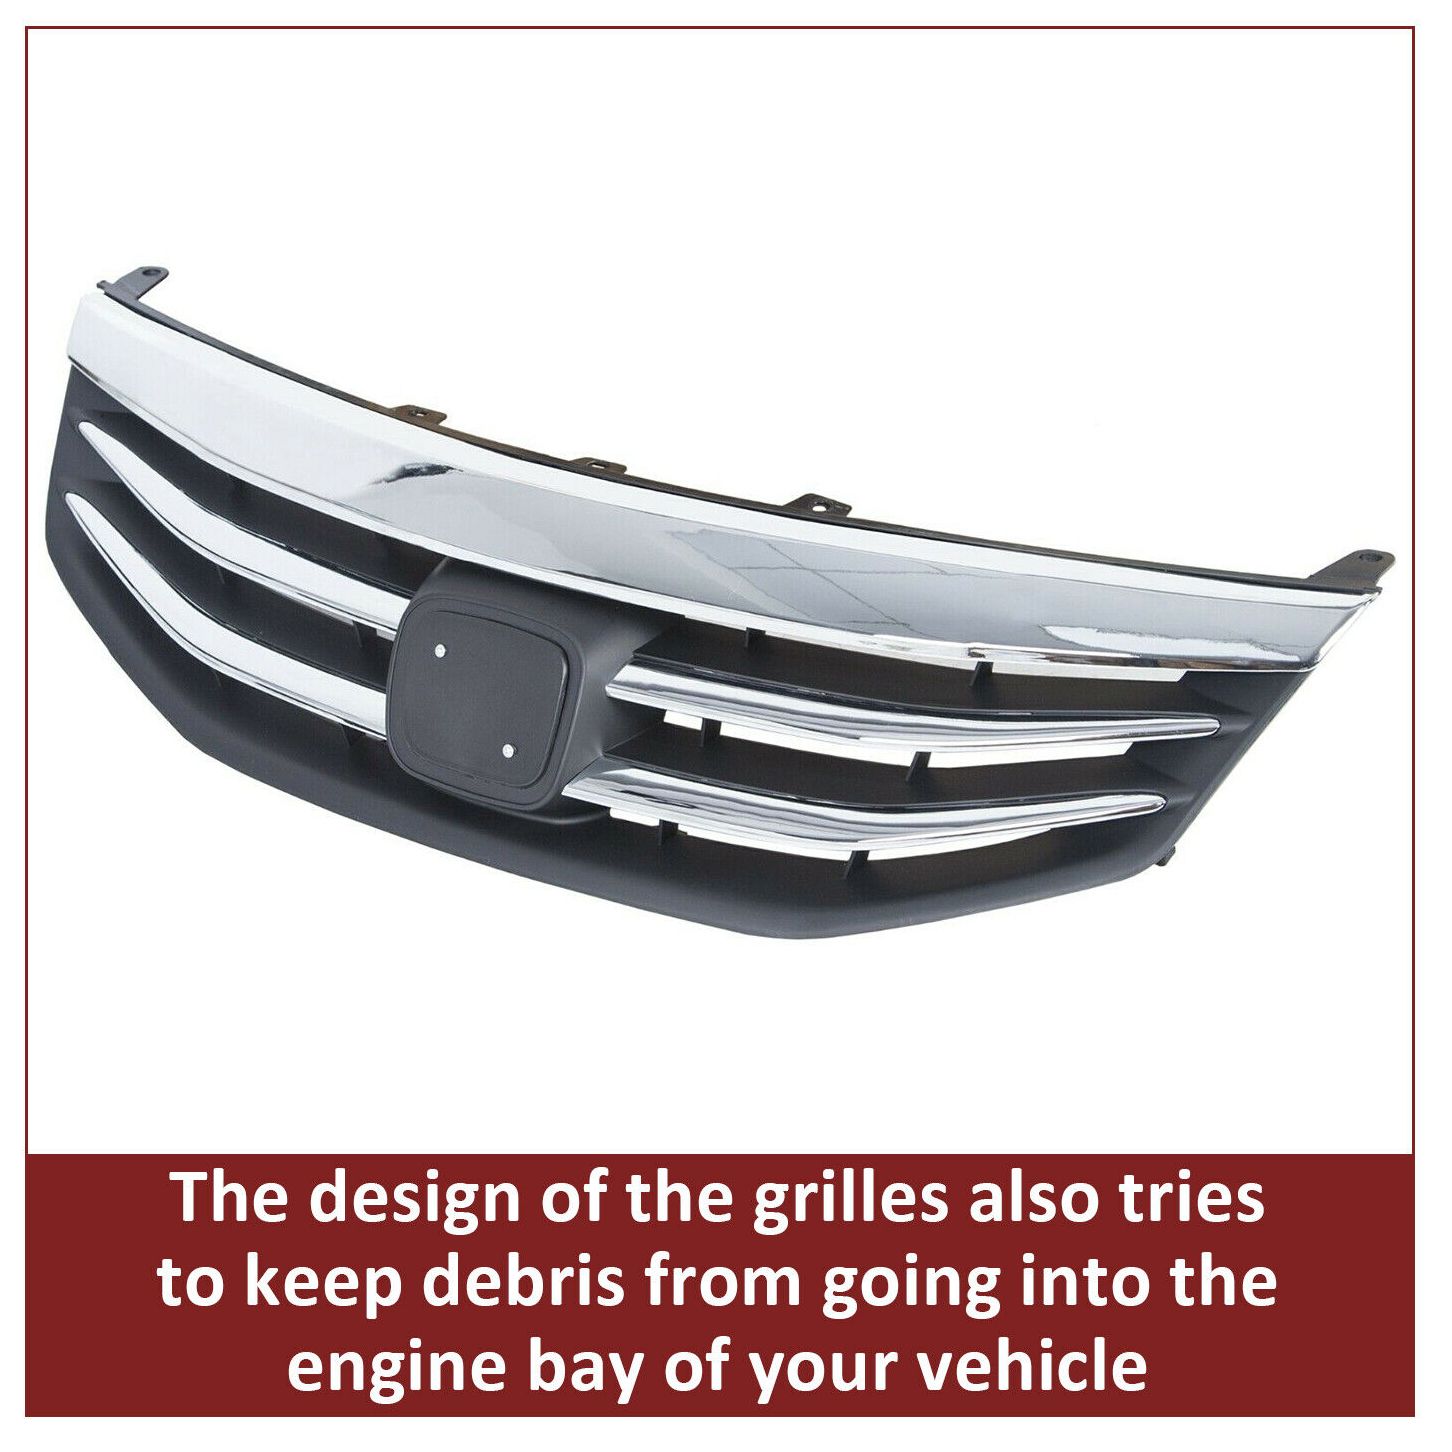 The design of the grilles also tries
to keep debris from going into the
engine bay of your vehicle